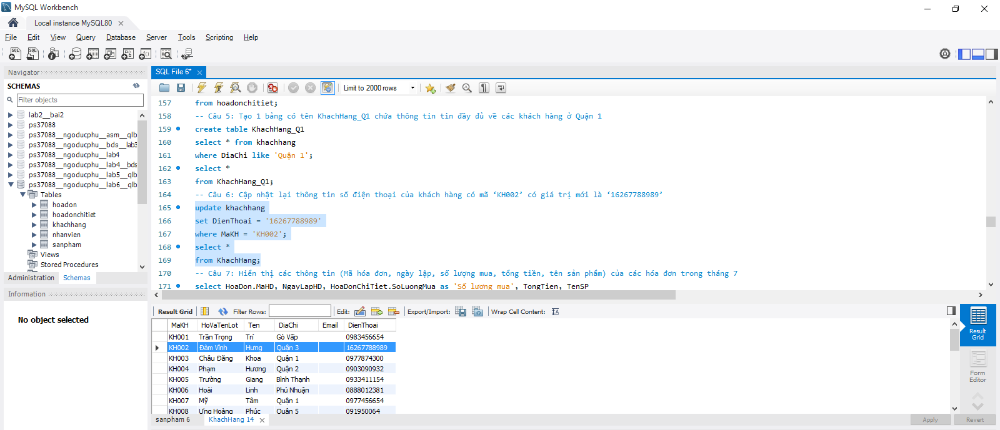 MySQL Workbench
Local instance MySQL80
File Edit View Query Database Server Tools Scripting Help
Navigator
SCHEMAS
Filter objects
lab2__bai2
ps37088
ps37088__ngoducphu__asm__qlb
ps37088__ngoducphu__bds__lab3
ps37088__ngoducphu__lab4
ps37088__ngoducphu__lab4__bds
ps37088__ngoducphu__lab5__qlb
ps37088__ngoducphu__lab6__qlb
Tables
hoadon
hoadonchitiet
khachhang
nhanvien
sanpham
Views
Stored Procedures
Administration Schemas
Information
No object selected
SQL File 6*
Limit to 2000 rows
157 from hoadonchitiet;
158 -- Câu 5: Tạo 1 bảng có tên KhachHang_Q1 chứa thông tin tin đầy đủ về các khách hàng ở Quận 1
159 create table KhachHang_Q1
160 select * from khachhang
161 where DiaChi like 'Quận 1';
162 select *
163 from KhachHang_Q1;
164 -- Câu 6: Cập nhật lại thông tin số điện thoại của khách hàng có mã ‘KH002’ có giá trị mới là ‘16267788989’
165 update khachhang
166 set DienThoai = '16267788989'
167 where MaKH = 'KH002';
168 select *
169 from KhachHang;
170 -- Câu 7: Hiển thị các thông tin (Mã hóa đơn, ngày lập, số lượng mua, tổng tiền, tên sản phẩm) của các hóa đơn trong tháng 7
171 select HoaDon.MaHD, NgayLapHD, HoaDonChiTiet.SoLuongMua as 'Số lượng mua', TongTien, TenSP
Result Grid Filter Rows: Edit: Export/Import: Wrap Cell Content:
MaKH HoVaTenLot Ten DiaChi Email DienThoai
KH001 Trần Trọng Trí Gò Vấp 0983456654
KH002 Đàm Vĩnh Hưng Quận 3 16267788989
KH003 Châu Đăng Khoa Quận 1 0977874300
KH004 Phạm Hương Quận 2 0903090932
KH005 Trường Giang Bình Thạnh 0933411154
KH006 Hoài Linh Phú Nhuận 0888012381
KH007 Mỹ Tâm Quận 1 0977456654
KH008 Ưng Hoàng Phúc Quận 5 091950064
Result
Grid
Form
Editor
sanpham 6 KhachHang 14
Apply Revert